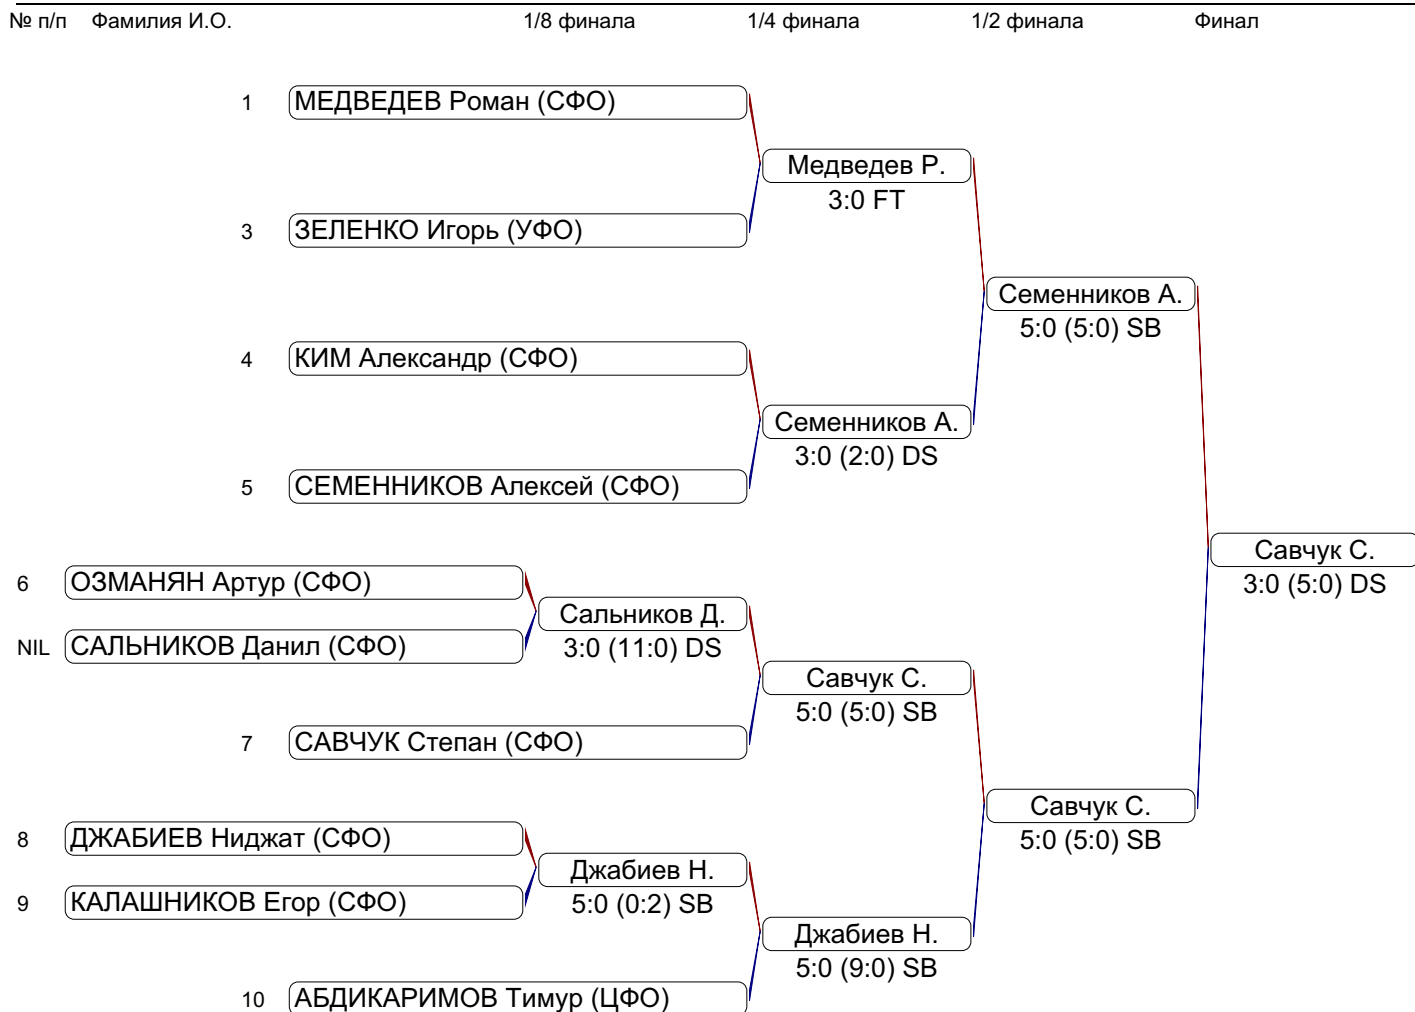 № п/п Фамилия И.О. 1/8 финала 1/4 финала 1/2 финала Финал
1 МЕДВЕДЕВ Роман (СФО)
Медведев Р.
3:0 FT
3 ЗЕЛЕНКО Игорь (УФО)
Семенников А.
5:0 (5:0) SB
4 КИМ Александр (СФО)
Семенников А.
3:0 (2:0) DS
5 СЕМЕННИКОВ Алексей (СФО)
Савчук С.
3:0 (5:0) DS
6 ОЗМАНЯН Артур (СФО)
Сальников Д.
3:0 (11:0) DS
NIL САЛЬНИКОВ Данил (СФО)
Савчук С.
5:0 (5:0) SB
7 САВЧУК Степан (СФО)
Савчук С.
5:0 (5:0) SB
8 ДЖАБИЕВ Ниджат (СФО)
Джабиев Н.
5:0 (0:2) SB
9 КАЛАШНИКОВ Егор (СФО)
Джабиев Н.
5:0 (9:0) SB
10 АБДИКАРИМОВ Тимур (ЦФО)